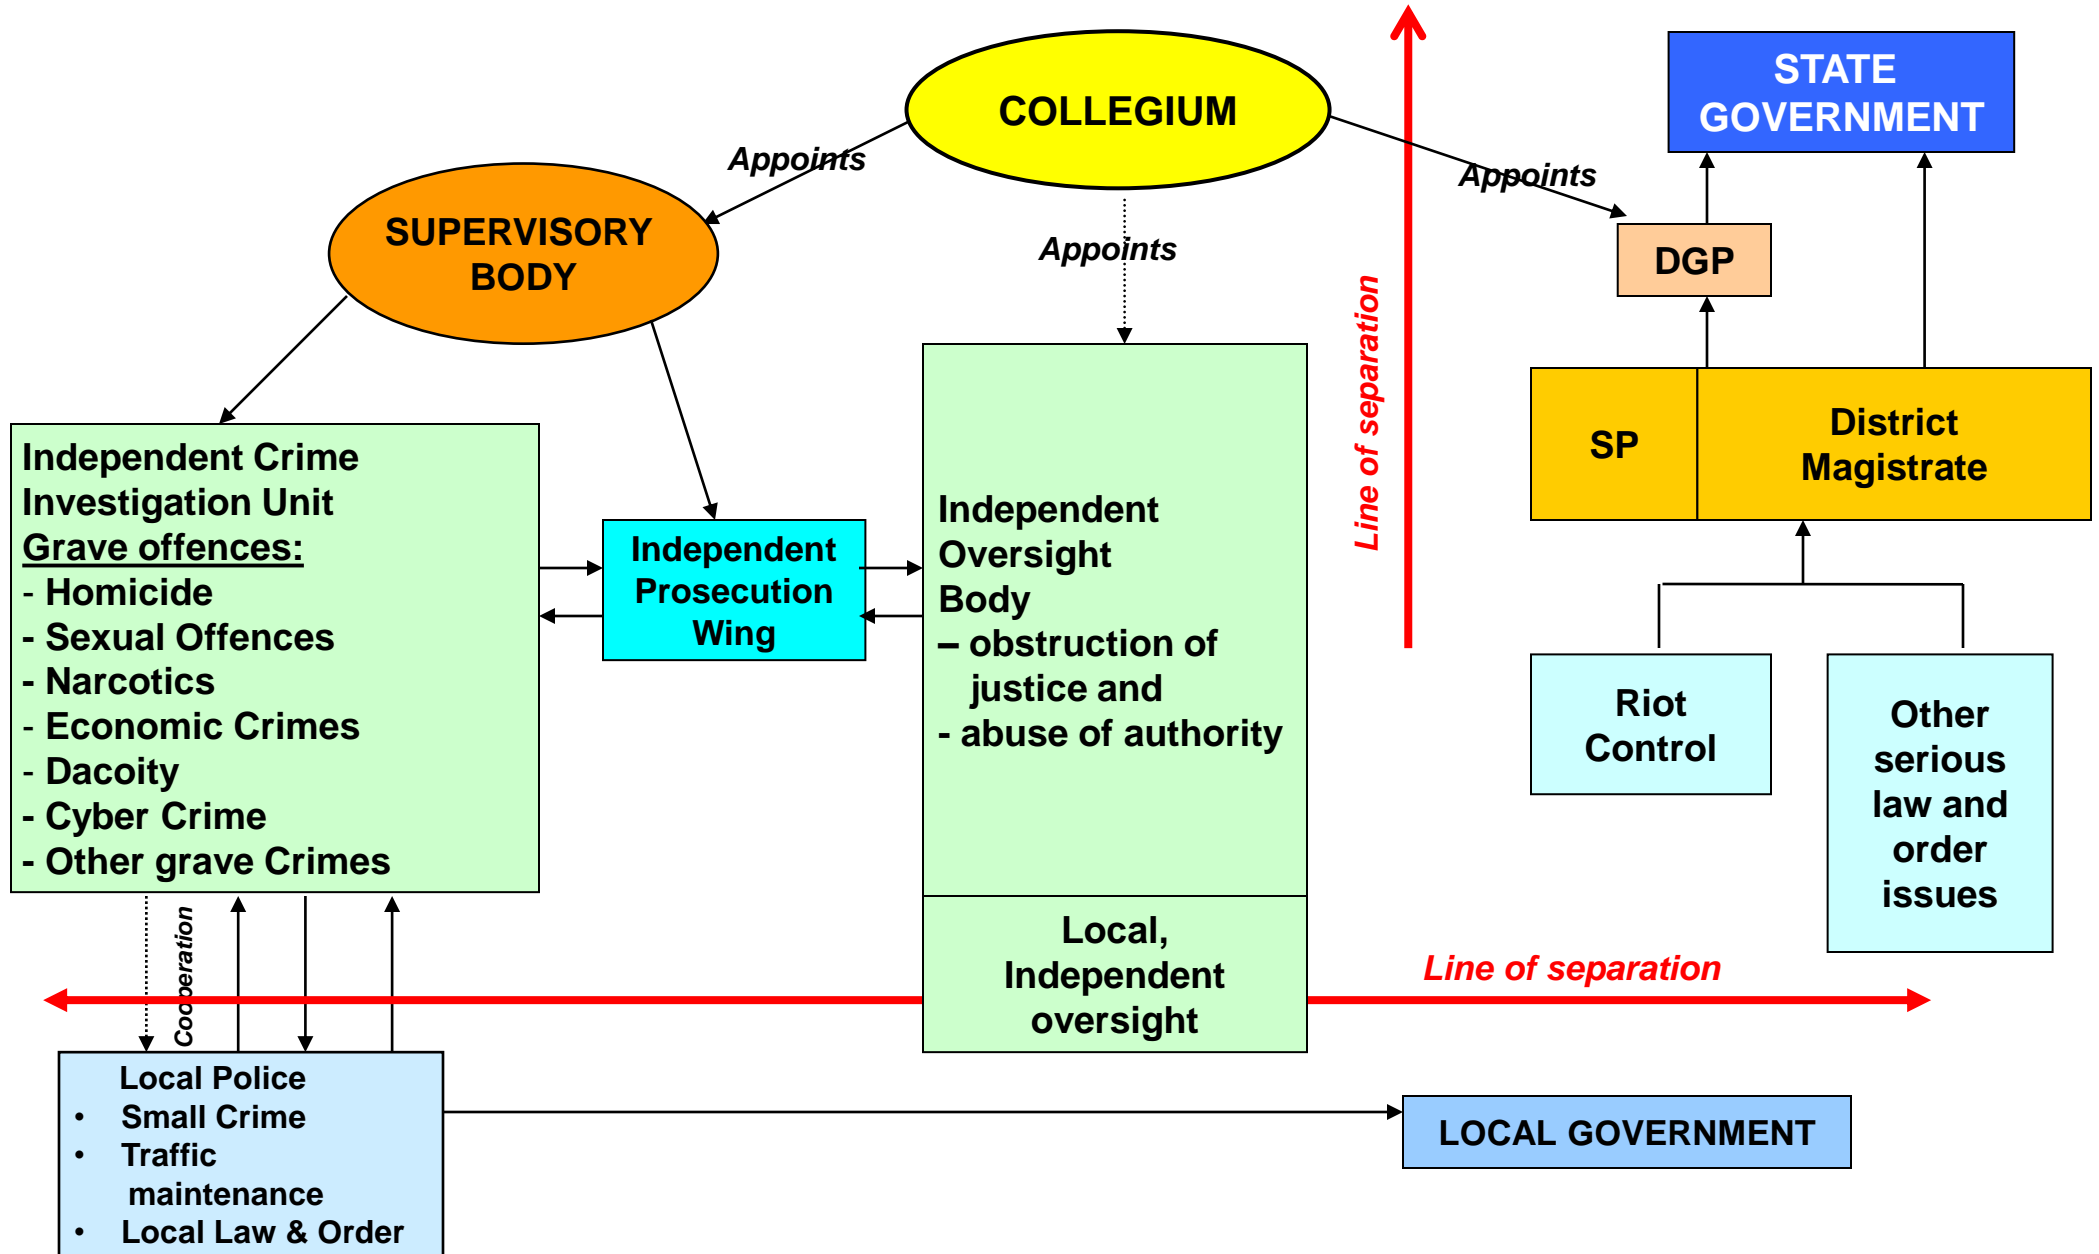 COLLEGIUM
STATE
GOVERNMENT
Appoints
Appoints
Appoints
SUPERVISORY
BODY
DGP
Line of separation
SP
District
Magistrate
Independent Crime
Investigation Unit
Grave offences:
- Homicide
- Sexual Offences
- Narcotics
- Economic Crimes
- Dacoity
- Cyber Crime
- Other grave Crimes
Independent
Prosecution
Wing
Independent
Oversight
Body
– obstruction of
justice and
- abuse of authority
Riot
Control
Other
serious
law and
order
issues
Local,
Independent
oversight
Line of separation
Cooperation
Local Police
• Small Crime
• Traffic
maintenance
• Local Law & Order
LOCAL GOVERNMENT